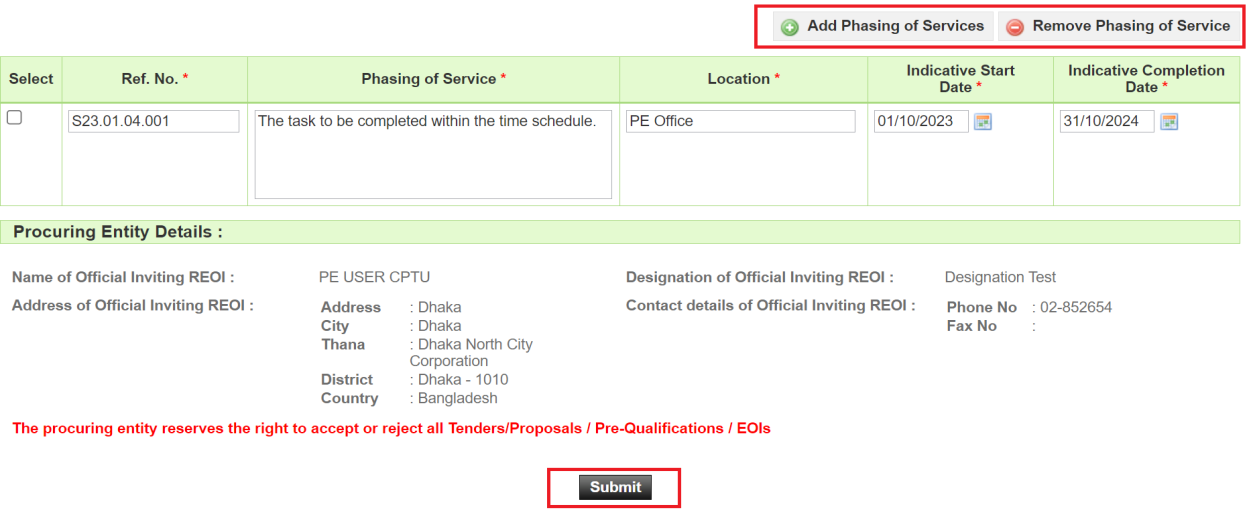 Add Phasing of Services Remove Phasing of Service
Select Ref. No. * Phasing of Service * Location * Indicative Start Date * Indicative Completion Date *
S23.01.04.001 The task to be completed within the time schedule. PE Office 01/10/2023 31/10/2024
Procuring Entity Details :
Name of Official Inviting REOI : PE USER CPTU Designation of Official Inviting REOI : Designation Test
Address of Official Inviting REOI : Address : Dhaka Contact details of Official Inviting REOI : Phone No : 02-852654
City : Dhaka Fax No :
Thana : Dhaka North City
Corporation
District : Dhaka - 1010
Country : Bangladesh
The procuring entity reserves the right to accept or reject all Tenders/Proposals / Pre-Qualifications / EOIs
Submit